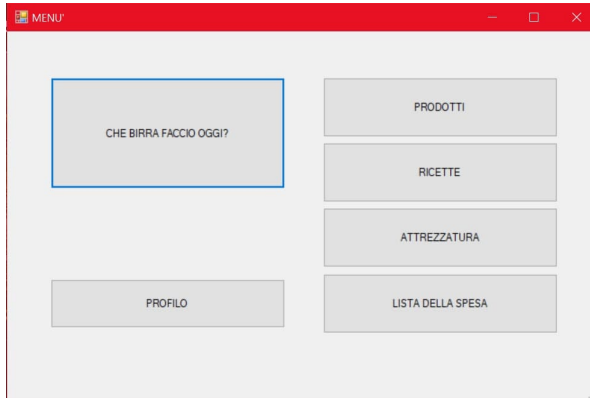 MENU'
CHE BIRRA FACCIO OGGI?
PROFILO
PRODOTTI
RICETTE
ATTREZZATURA
LISTA DELLA SPESA